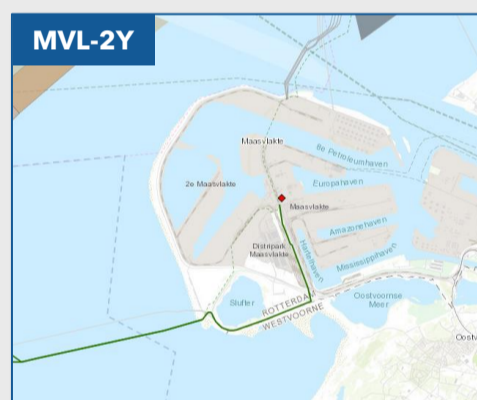 MVL-2Y
Maasvlakte
8e Petroleumhaven
2e Maasvlakte
Europahaven
Maasvlakte
Amazonehaven
Distripark
Maasvlakte
Hartelhaven
Mississippihaven
Slufter
ROTTERDAM
WESTVOORNE
Oostvoornse
Meer
Oostv